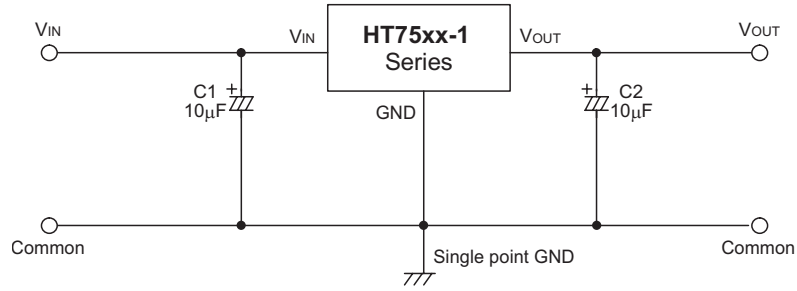 VIN
VIN
HT75xx-1
Series
VOUT
VOUT
C1 +
10μF
GND
+ C2
10μF
Common
Single point GND
Common